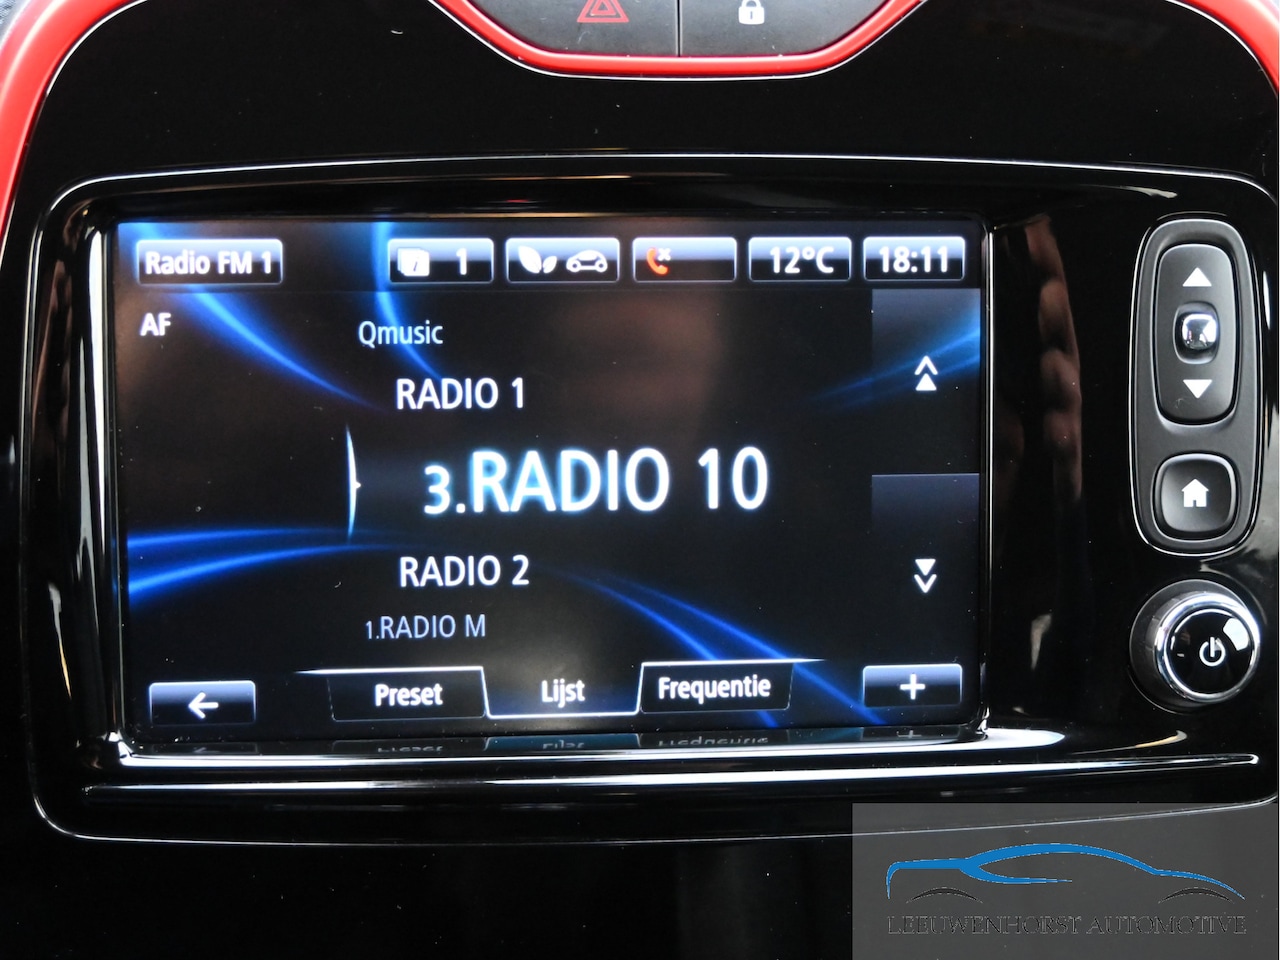 Radio FM 1
1
12°C
18:11
AF
Qmusic
RADIO 1
3.RADIO 10
RADIO 2
1.RADIO M
Preset
Lijst
Frequentie
+
LEEUWENHORST AUTOMOTIVE